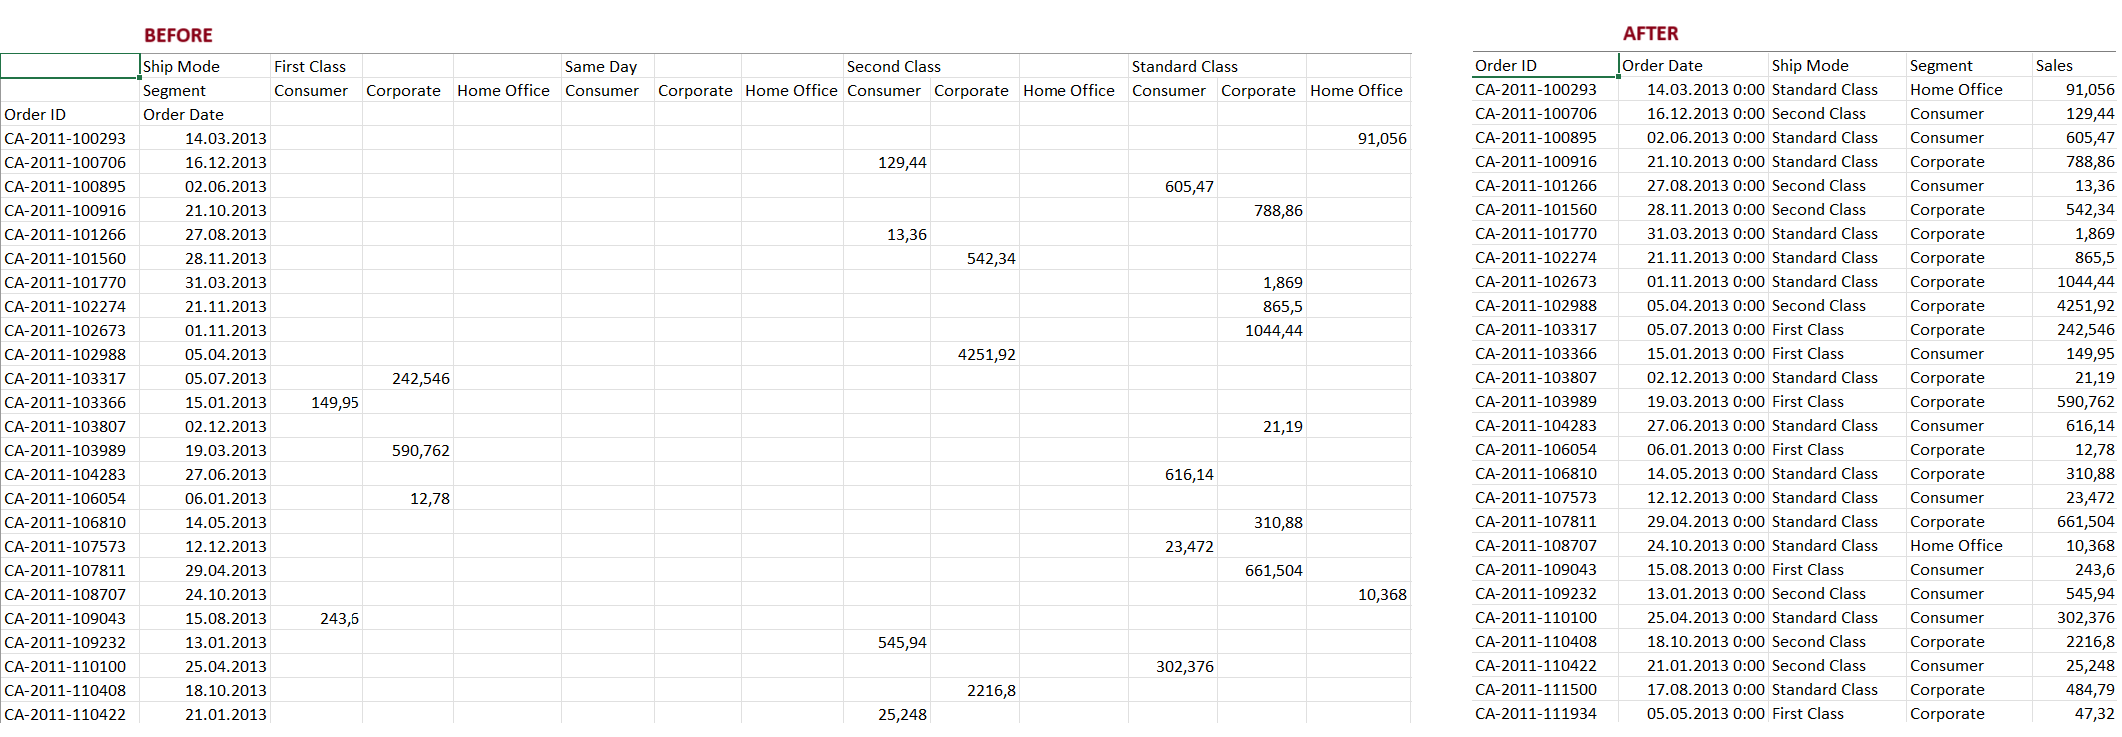 BEFORE
Ship Mode First Class Same Day Second Class Standard Class
Segment Consumer Corporate Home Office Consumer Corporate Home Office Consumer Corporate Home Office Consumer Corporate Home Office
Order ID Order Date
CA-2011-100293 14.03.2013 91,056
CA-2011-100706 16.12.2013 129,44
CA-2011-100895 02.06.2013 605,47
CA-2011-100916 21.10.2013 788,86
CA-2011-101266 27.08.2013 13,36
CA-2011-101560 28.11.2013 542,34
CA-2011-101770 31.03.2013 1,869
CA-2011-102274 21.11.2013 865,5
CA-2011-102673 01.11.2013 1044,44
CA-2011-102988 05.04.2013 4251,92
CA-2011-103317 05.07.2013 242,546
CA-2011-103366 15.01.2013 149,95
CA-2011-103807 02.12.2013 21,19
CA-2011-103989 19.03.2013 590,762
CA-2011-104283 27.06.2013 616,14
CA-2011-106054 06.01.2013 12,78
CA-2011-106810 14.05.2013 310,88
CA-2011-107573 12.12.2013 23,472
CA-2011-107811 29.04.2013 661,504
CA-2011-108707 24.10.2013 10,368
CA-2011-109043 15.08.2013 243,6
CA-2011-109232 13.01.2013 545,94
CA-2011-110100 25.04.2013 302,376
CA-2011-110408 18.10.2013 2216,8
CA-2011-110422 21.01.2013 25,248
AFTER
Order ID Order Date Ship Mode Segment Sales
CA-2011-100293 14.03.2013 0:00 Standard Class Home Office 91,056
CA-2011-100706 16.12.2013 0:00 Second Class Consumer 129,44
CA-2011-100895 02.06.2013 0:00 Standard Class Consumer 605,47
CA-2011-100916 21.10.2013 0:00 Standard Class Corporate 788,86
CA-2011-101266 27.08.2013 0:00 Second Class Consumer 13,36
CA-2011-101560 28.11.2013 0:00 Second Class Corporate 542,34
CA-2011-101770 31.03.2013 0:00 Standard Class Corporate 1,869
CA-2011-102274 21.11.2013 0:00 Standard Class Corporate 865,5
CA-2011-102673 01.11.2013 0:00 Standard Class Corporate 1044,44
CA-2011-102988 05.04.2013 0:00 Second Class Corporate 4251,92
CA-2011-103317 05.07.2013 0:00 First Class Corporate 242,546
CA-2011-103366 15.01.2013 0:00 First Class Consumer 149,95
CA-2011-103807 02.12.2013 0:00 Standard Class Corporate 21,19
CA-2011-103989 19.03.2013 0:00 First Class Corporate 590,762
CA-2011-104283 27.06.2013 0:00 Standard Class Consumer 616,14
CA-2011-106054 06.01.2013 0:00 First Class Corporate 12,78
CA-2011-106810 14.05.2013 0:00 Standard Class Corporate 310,88
CA-2011-107573 12.12.2013 0:00 Standard Class Consumer 23,472
CA-2011-107811 29.04.2013 0:00 Standard Class Corporate 661,504
CA-2011-108707 24.10.2013 0:00 Standard Class Home Office 10,368
CA-2011-109043 15.08.2013 0:00 First Class Consumer 243,6
CA-2011-109232 13.01.2013 0:00 Second Class Consumer 545,94
CA-2011-110100 25.04.2013 0:00 Standard Class Consumer 302,376
CA-2011-110408 18.10.2013 0:00 Second Class Corporate 2216,8
CA-2011-110422 21.01.2013 0:00 Second Class Consumer 25,248
CA-2011-111500 17.08.2013 0:00 Standard Class Corporate 484,79
CA-2011-111934 05.05.2013 0:00 First Class Corporate 47,32